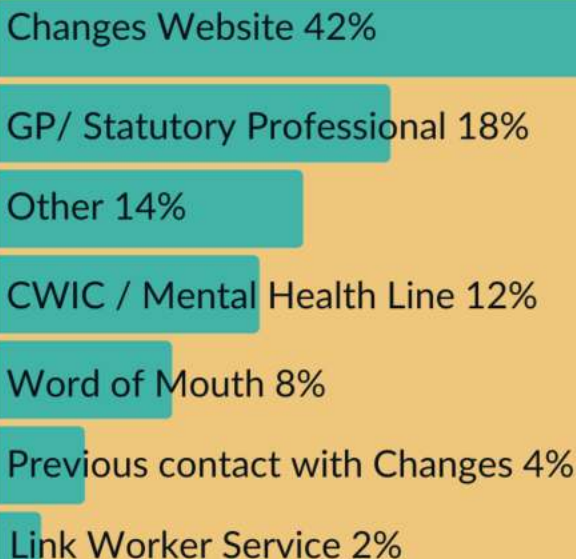 Changes Website 42%
GP/ Statutory Professional 18%
Other 14%
CWIC / Mental Health Line 12%
Word of Mouth 8%
Previous contact with Changes 4%
Link Worker Service 2%